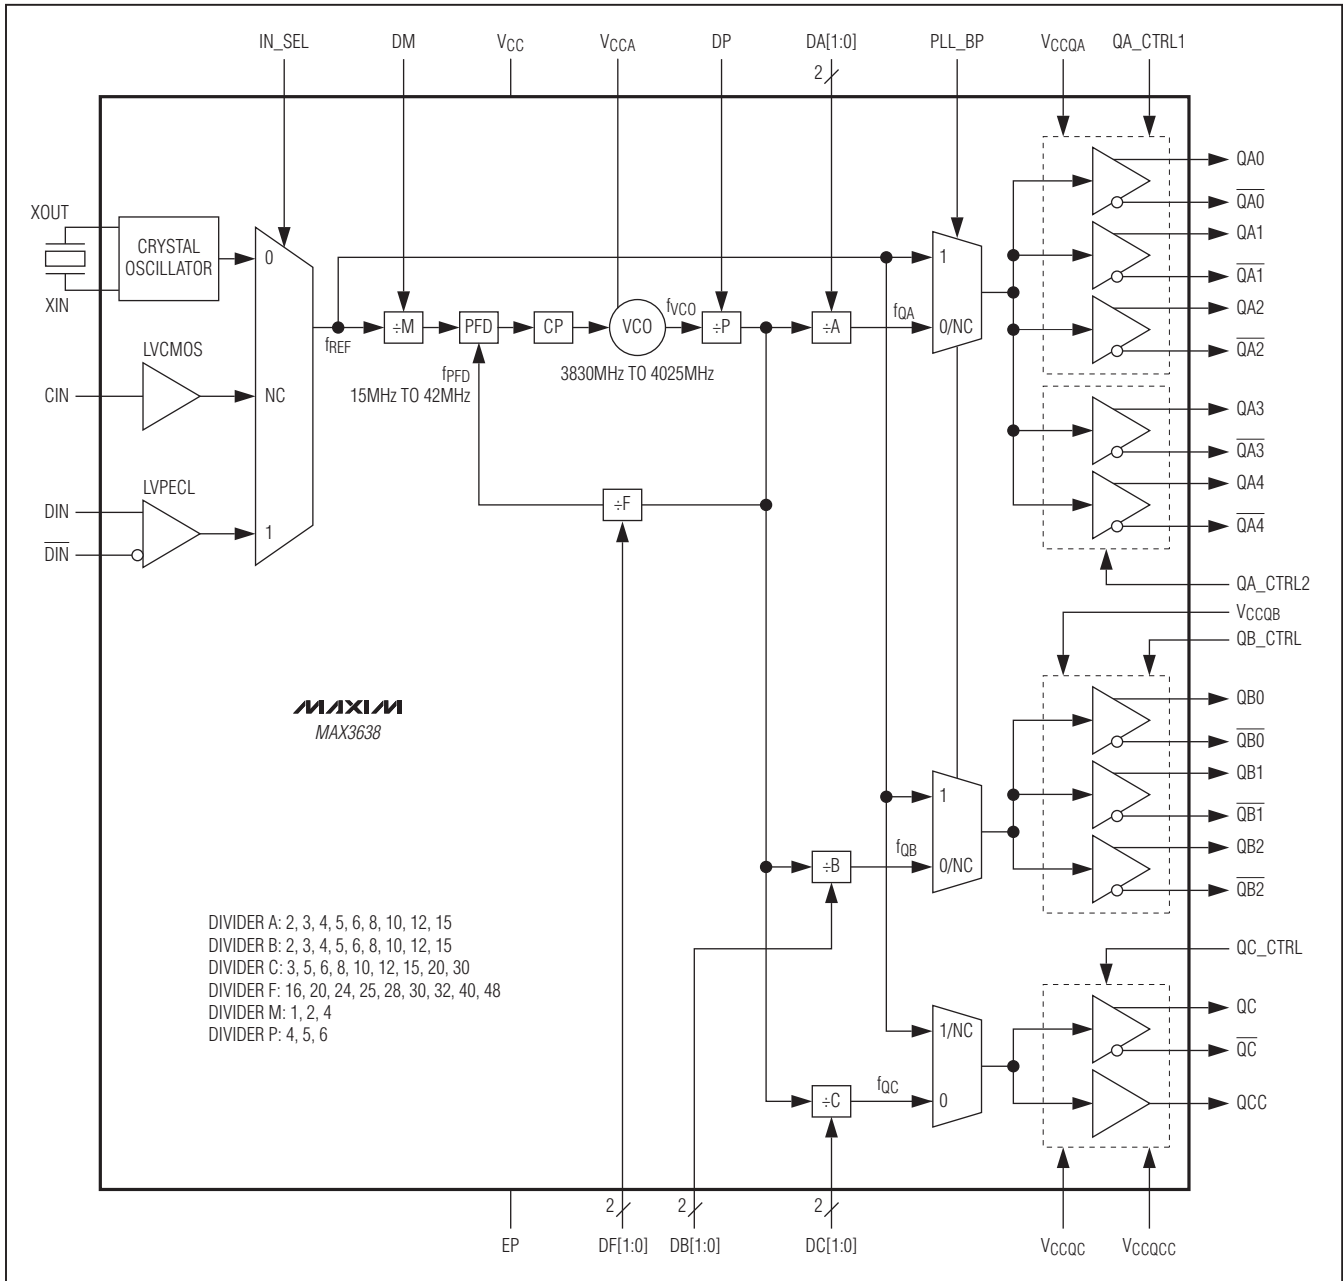 IN_SEL DM VCC VCCA DP DA[1:0] PLL_BP VCCQA QA_CTRL1
2
QA0
XOUT
CRYSTAL
OSCILLATOR
0
QA0
QA1
1
XIN
QA1
QA2
fREF
÷M
PFD
CP
VCO
fVCO
÷P
÷A
fQA
0/NC
LVCMOS
QA2
fPFD
15MHz TO 42MHz
3830MHz TO 4025MHz
CIN
NC
QA3
QA3
LVPECL
QA4
÷F
DIN
1
QA4
DIN
QA_CTRL2
VCCQB
QB_CTRL
MAXIM
MAX3638
QB0
QB0
QB1
1
QB1
QB2
÷B
fQB
0/NC
QB2
DIVIDER A: 2, 3, 4, 5, 6, 8, 10, 12, 15
DIVIDER B: 2, 3, 4, 5, 6, 8, 10, 12, 15
DIVIDER C: 3, 5, 6, 8, 10, 12, 15, 20, 30
DIVIDER F: 16, 20, 24, 25, 28, 30, 32, 40, 48
DIVIDER M: 1, 2, 4
DIVIDER P: 4, 5, 6
QC_CTRL
QC
1/NC
QC
÷C
fQC
0
QCC
2 2 2
EP DF[1:0] DB[1:0] DC[1:0] VCCQC VCCQCC